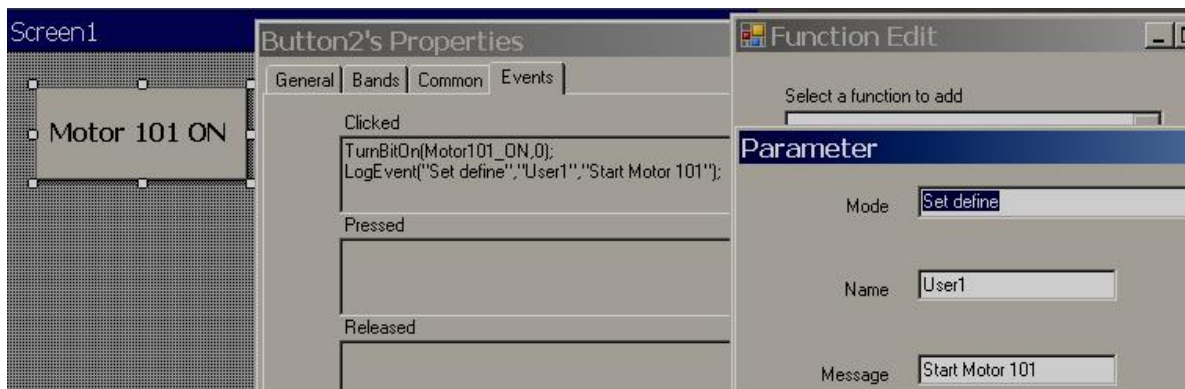 Screen1
Motor 101 ON
Button2's Properties
General Bands Common Events
Clicked
TurnBitOn(Motor101_ON,0);
LogEvent("Set define","User1","Start Motor 101");
Pressed
Released
Function Edit
Select a function to add
Parameter
Mode Set define
Name User1
Message Start Motor 101